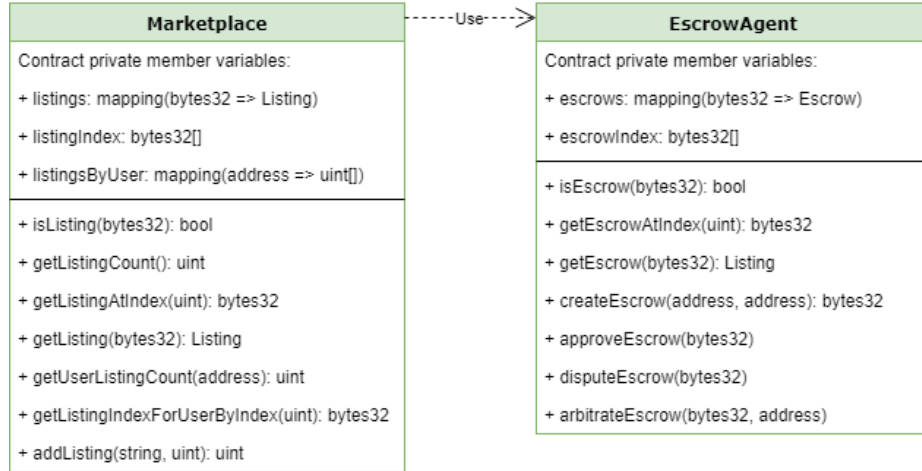 Marketplace
Contract private member variables:
+ listings: mapping(bytes32 => Listing)
+ listingIndex: bytes32[]
+ listingsByUser: mapping(address => uint[])
+ isListing(bytes32): bool
+ getListingCount(): uint
+ getListingAtIndex(uint): bytes32
+ getListing(bytes32): Listing
+ getUserListingCount(address): uint
+ getListingIndexForUserByIndex(uint): bytes32
+ addListing(string, uint): uint
Use
EscrowAgent
Contract private member variables:
+ escrows: mapping(bytes32 => Escrow)
+ escrowIndex: bytes32[]
+ isEscrow(bytes32): bool
+ getEscrowAtIndex(uint): bytes32
+ getEscrow(bytes32): Listing
+ createEscrow(address, address): bytes32
+ approveEscrow(bytes32)
+ disputeEscrow(bytes32)
+ arbitrateEscrow(bytes32, address)